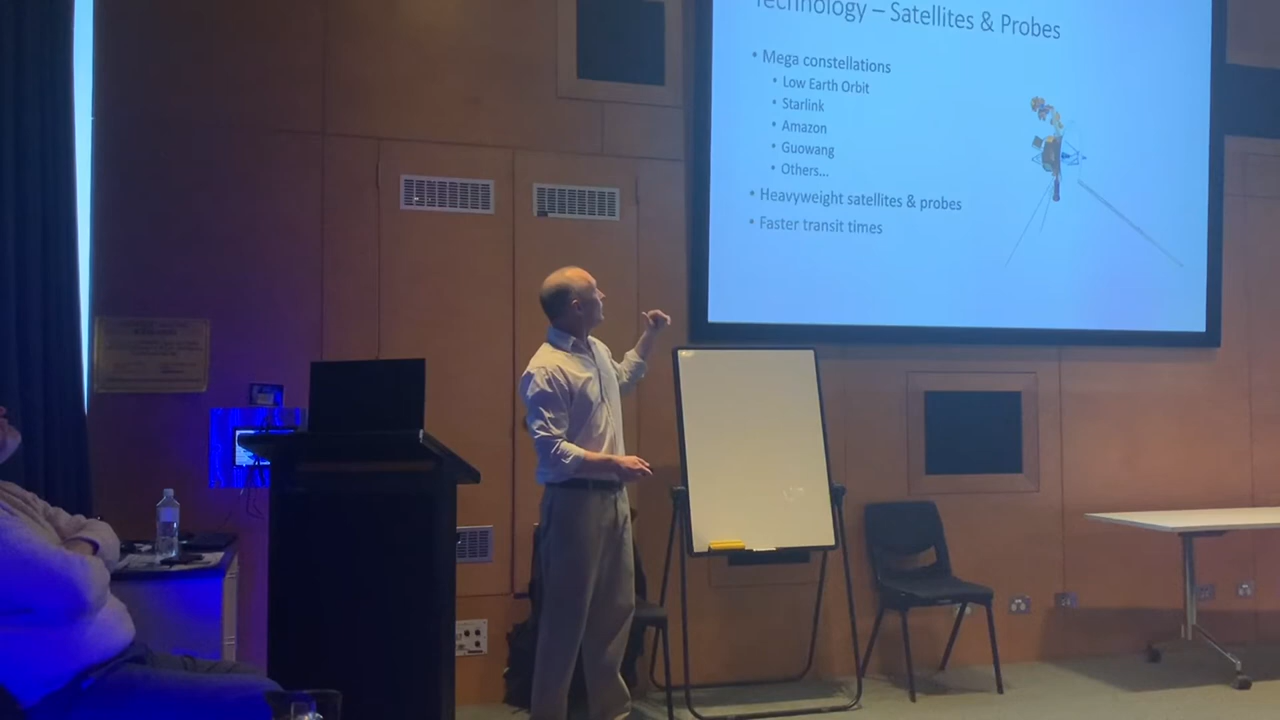 Technology – Satellites & Probes
• Mega constellations
• Low Earth Orbit
• Starlink
• Amazon
• Guowang
• Others...
• Heavyweight satellites & probes
• Faster transit times